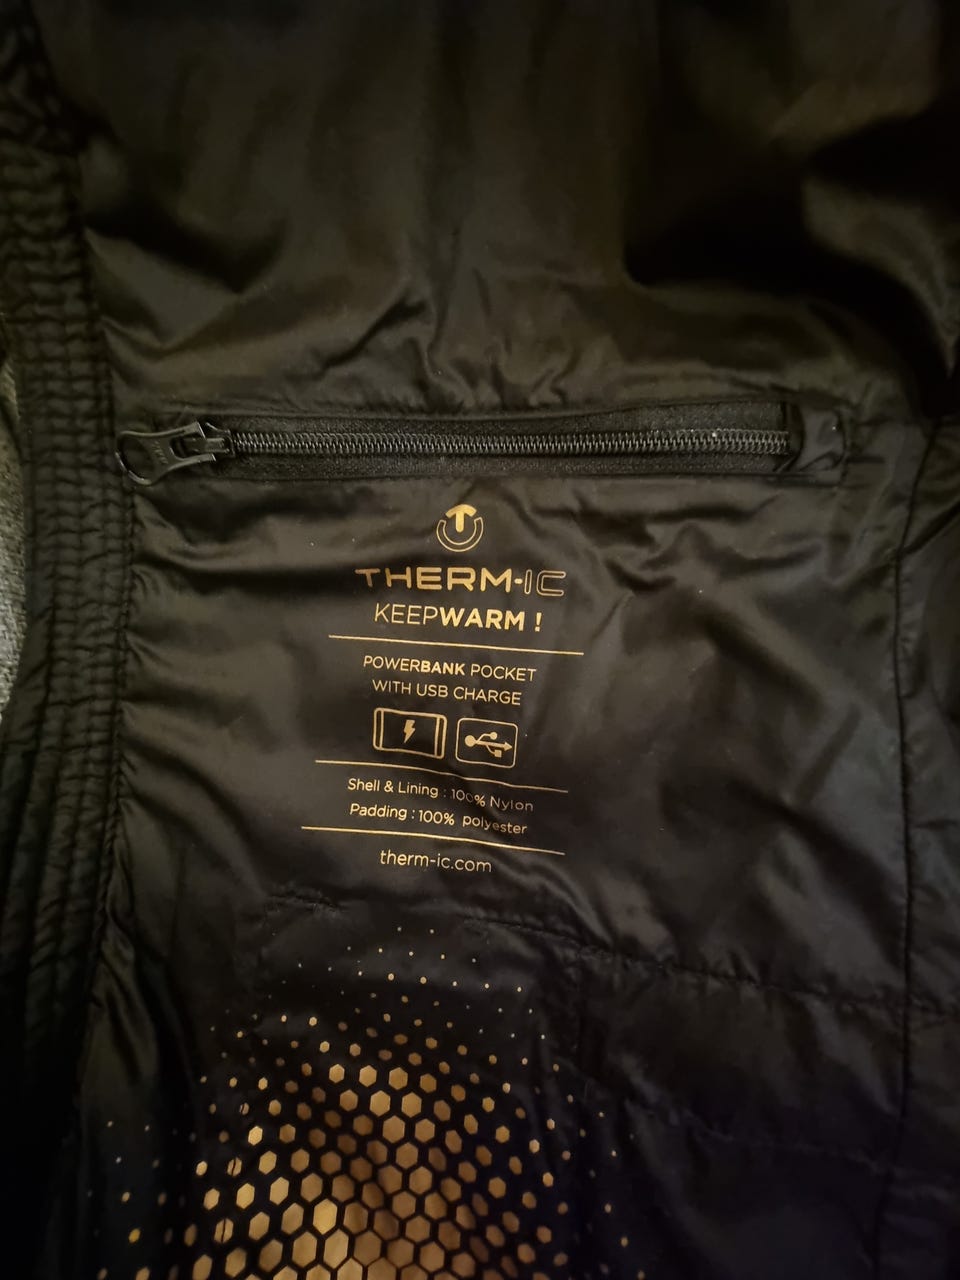 THERM-IC
KEEPWARM !
POWERBANK POCKET
WITH USB CHARGE
Shell & Lining : 100% Nylon
Padding : 100% polyester
therm-ic.com